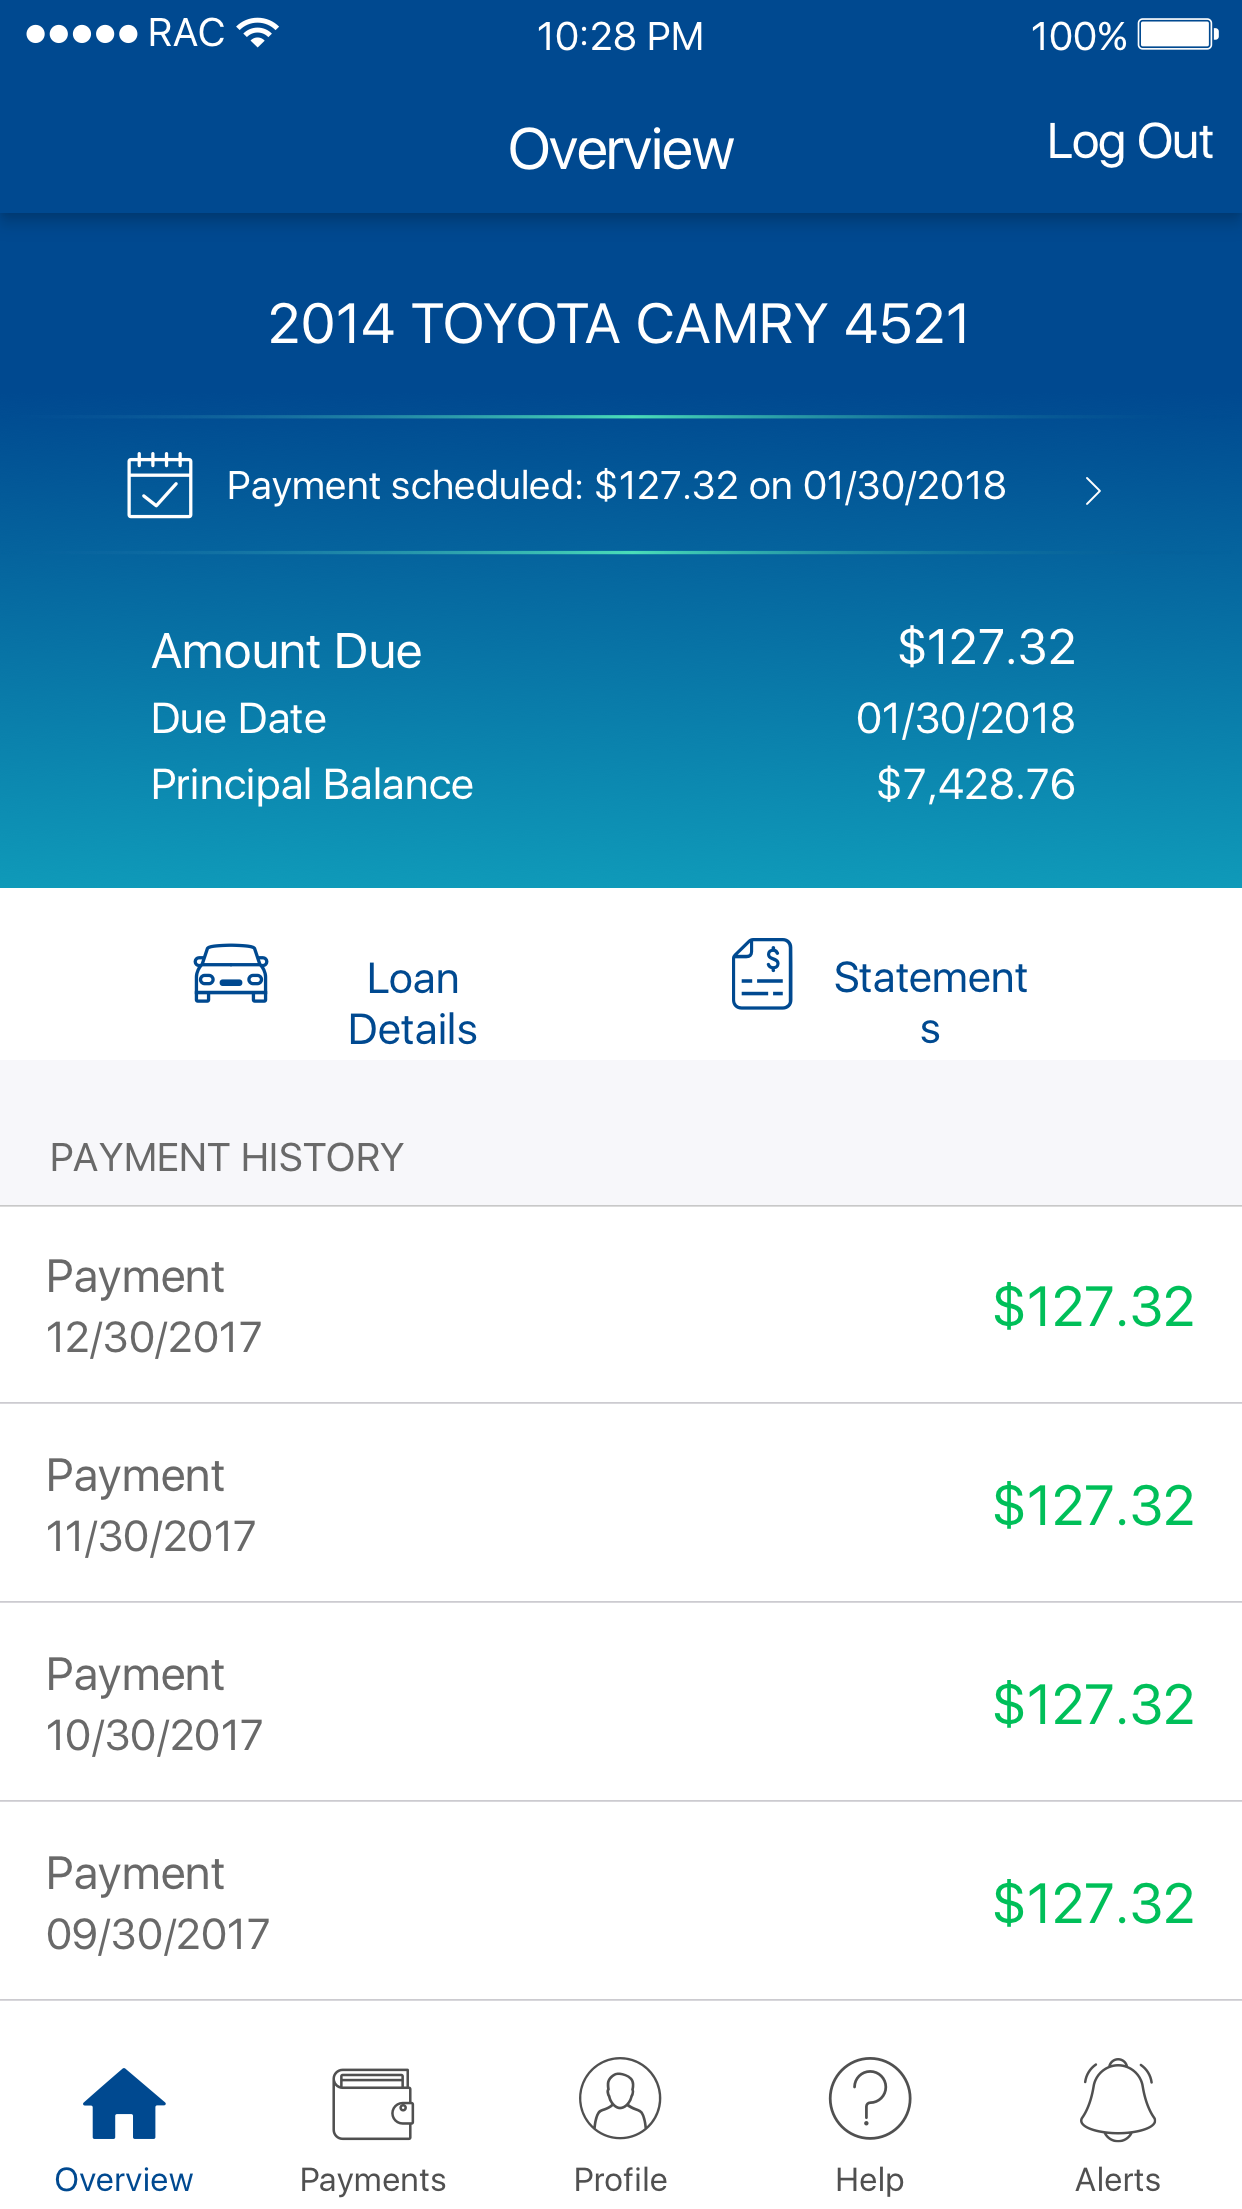 RAC 10:28 PM 100%
Overview Log Out
2014 TOYOTA CAMRY 4521
Payment scheduled: $127.32 on 01/30/2018
Amount Due $127.32
Due Date 01/30/2018
Principal Balance $7,428.76
Loan
Details
Statement
s
PAYMENT HISTORY
Payment
12/30/2017
$127.32
Payment
11/30/2017
$127.32
Payment
10/30/2017
$127.32
Payment
09/30/2017
$127.32
Overview Payments Profile Help Alerts